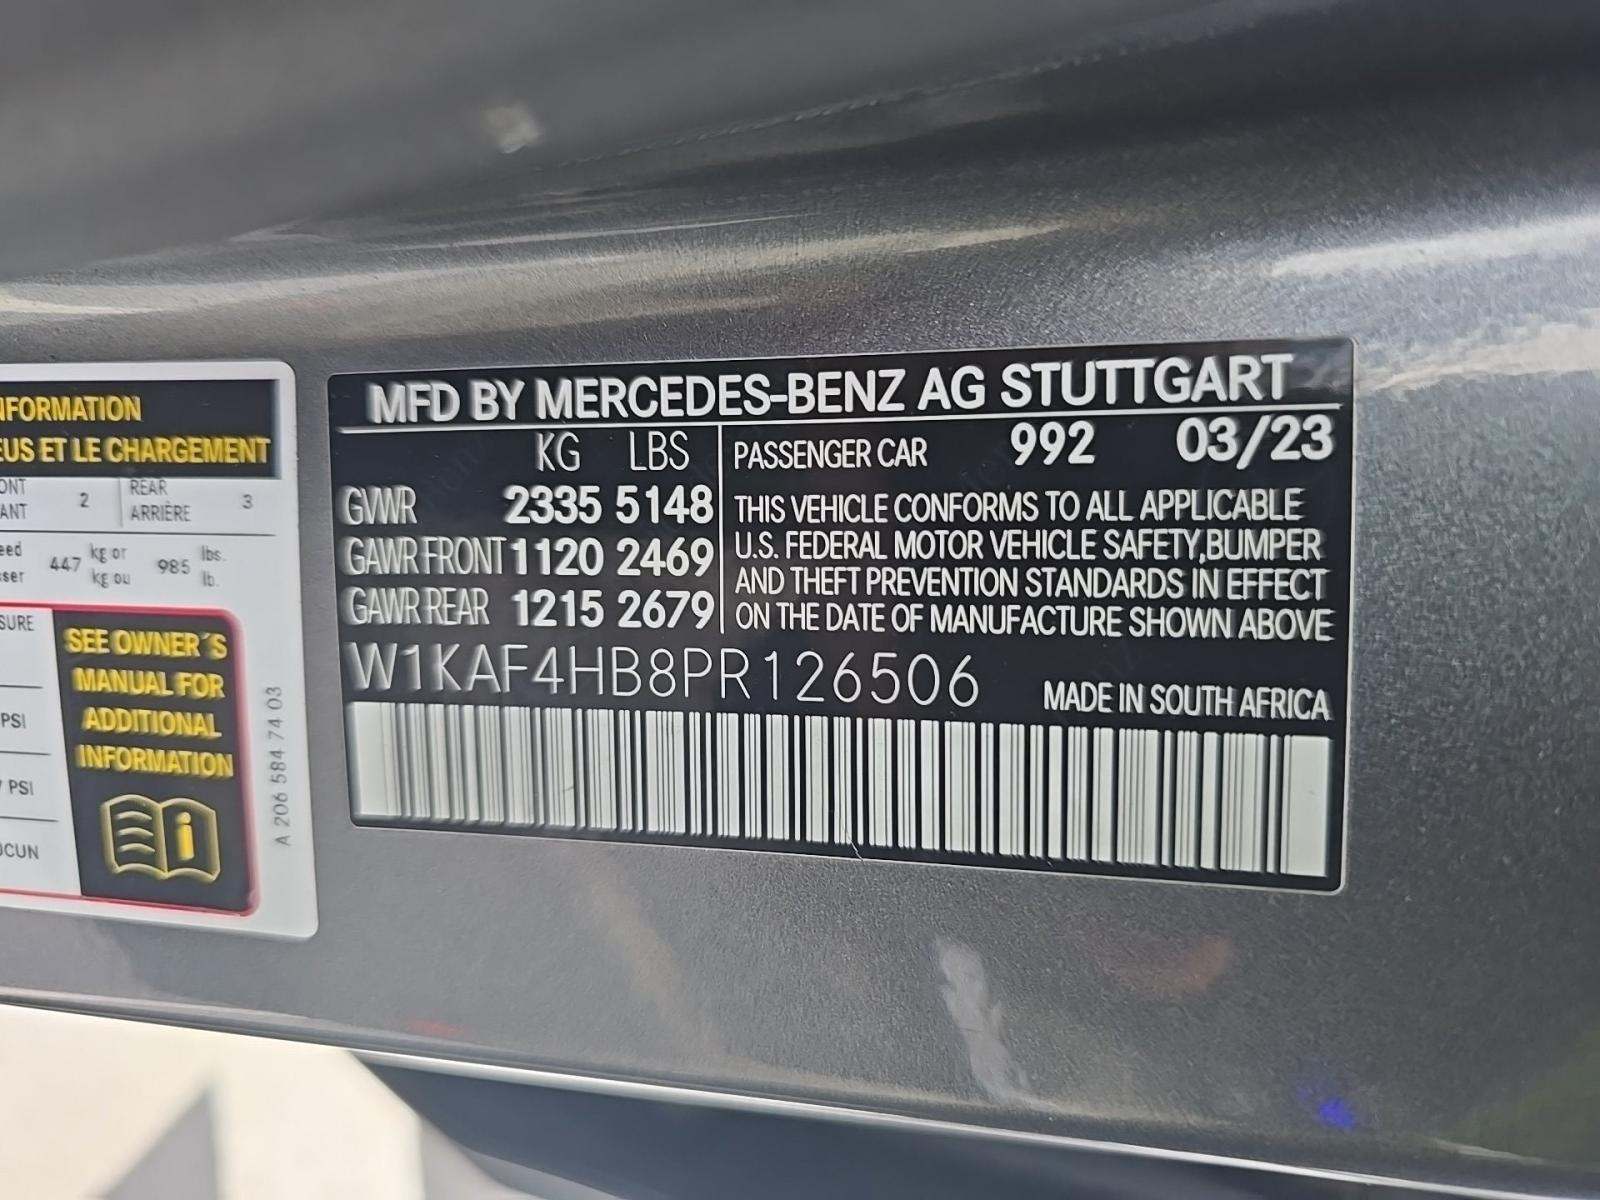 NFORMATION
EUS ET LE CHARGEMENT
ONT
ANT
2
REAR
ARRIÈRE
3
eed
sser
447
kg or
kg ou
985
lbs.
lb.
SURE
PSI
PSI
OCUN
SEE OWNER´S
MANUAL FOR
ADDITIONAL
INFORMATION
i
A 206 584 74 03
MFD BY MERCEDES-BENZ AG STUTTGART
KG LBS
GVWR 2335 5148
GAWR FRONT 1120 2469
GAWR REAR 1215 2679
PASSENGER CAR 992 03/23
THIS VEHICLE CONFORMS TO ALL APPLICABLE
U.S. FEDERAL MOTOR VEHICLE SAFETY,BUMPER
AND THEFT PREVENTION STANDARDS IN EFFECT
ON THE DATE OF MANUFACTURE SHOWN ABOVE
W1KAF4HB8PR126506
MADE IN SOUTH AFRICA